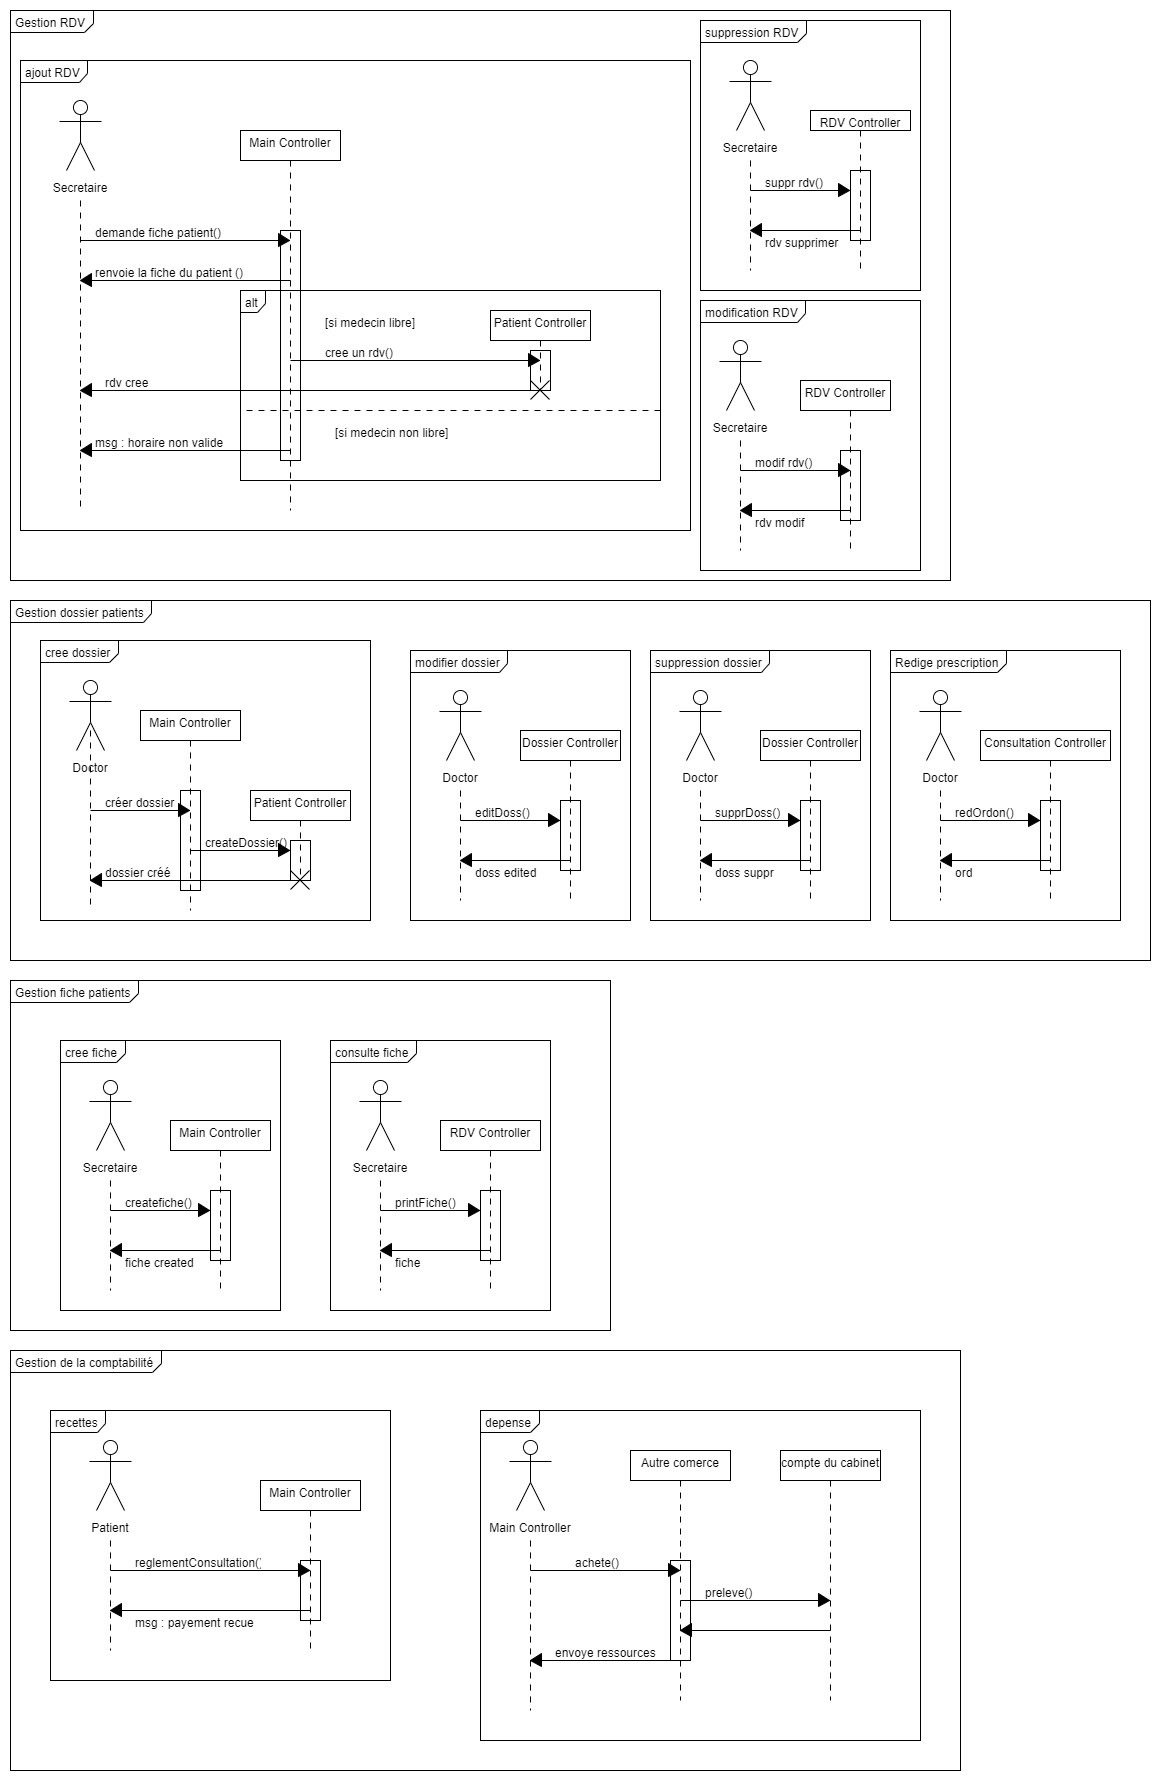 Gestion RDV
ajout RDV
Secretaire
Main Controller
demande fiche patient()
renvoie la fiche du patient ()
alt
[si medecin libre]
Patient Controller
cree un rdv()
rdv cree
[si medecin non libre]
msg : horaire non valide
suppression RDV
Secretaire
RDV Controller
suppr rdv()
rdv supprimer
modification RDV
Secretaire
RDV Controller
modif rdv()
rdv modif
Gestion dossier patients
cree dossier
Doctor
Main Controller
créer dossier
Patient Controller
createDossier()
dossier créé
modifier dossier
Doctor
Dossier Controller
editDoss()
doss edited
suppression dossier
Doctor
Dossier Controller
supprDoss()
doss suppr
Redige prescription
Doctor
Consultation Controller
redOrdon()
ord
Gestion fiche patients
cree fiche
Secretaire
Main Controller
createfiche()
fiche created
consulte fiche
Secretaire
RDV Controller
printFiche()
fiche
Gestion de la comptabilité
recettes
Patient
Main Controller
reglementConsultation()
msg : payement recue
depense
Main Controller
Autre comerce
compte du cabinet
achete()
preleve()
envoye ressources